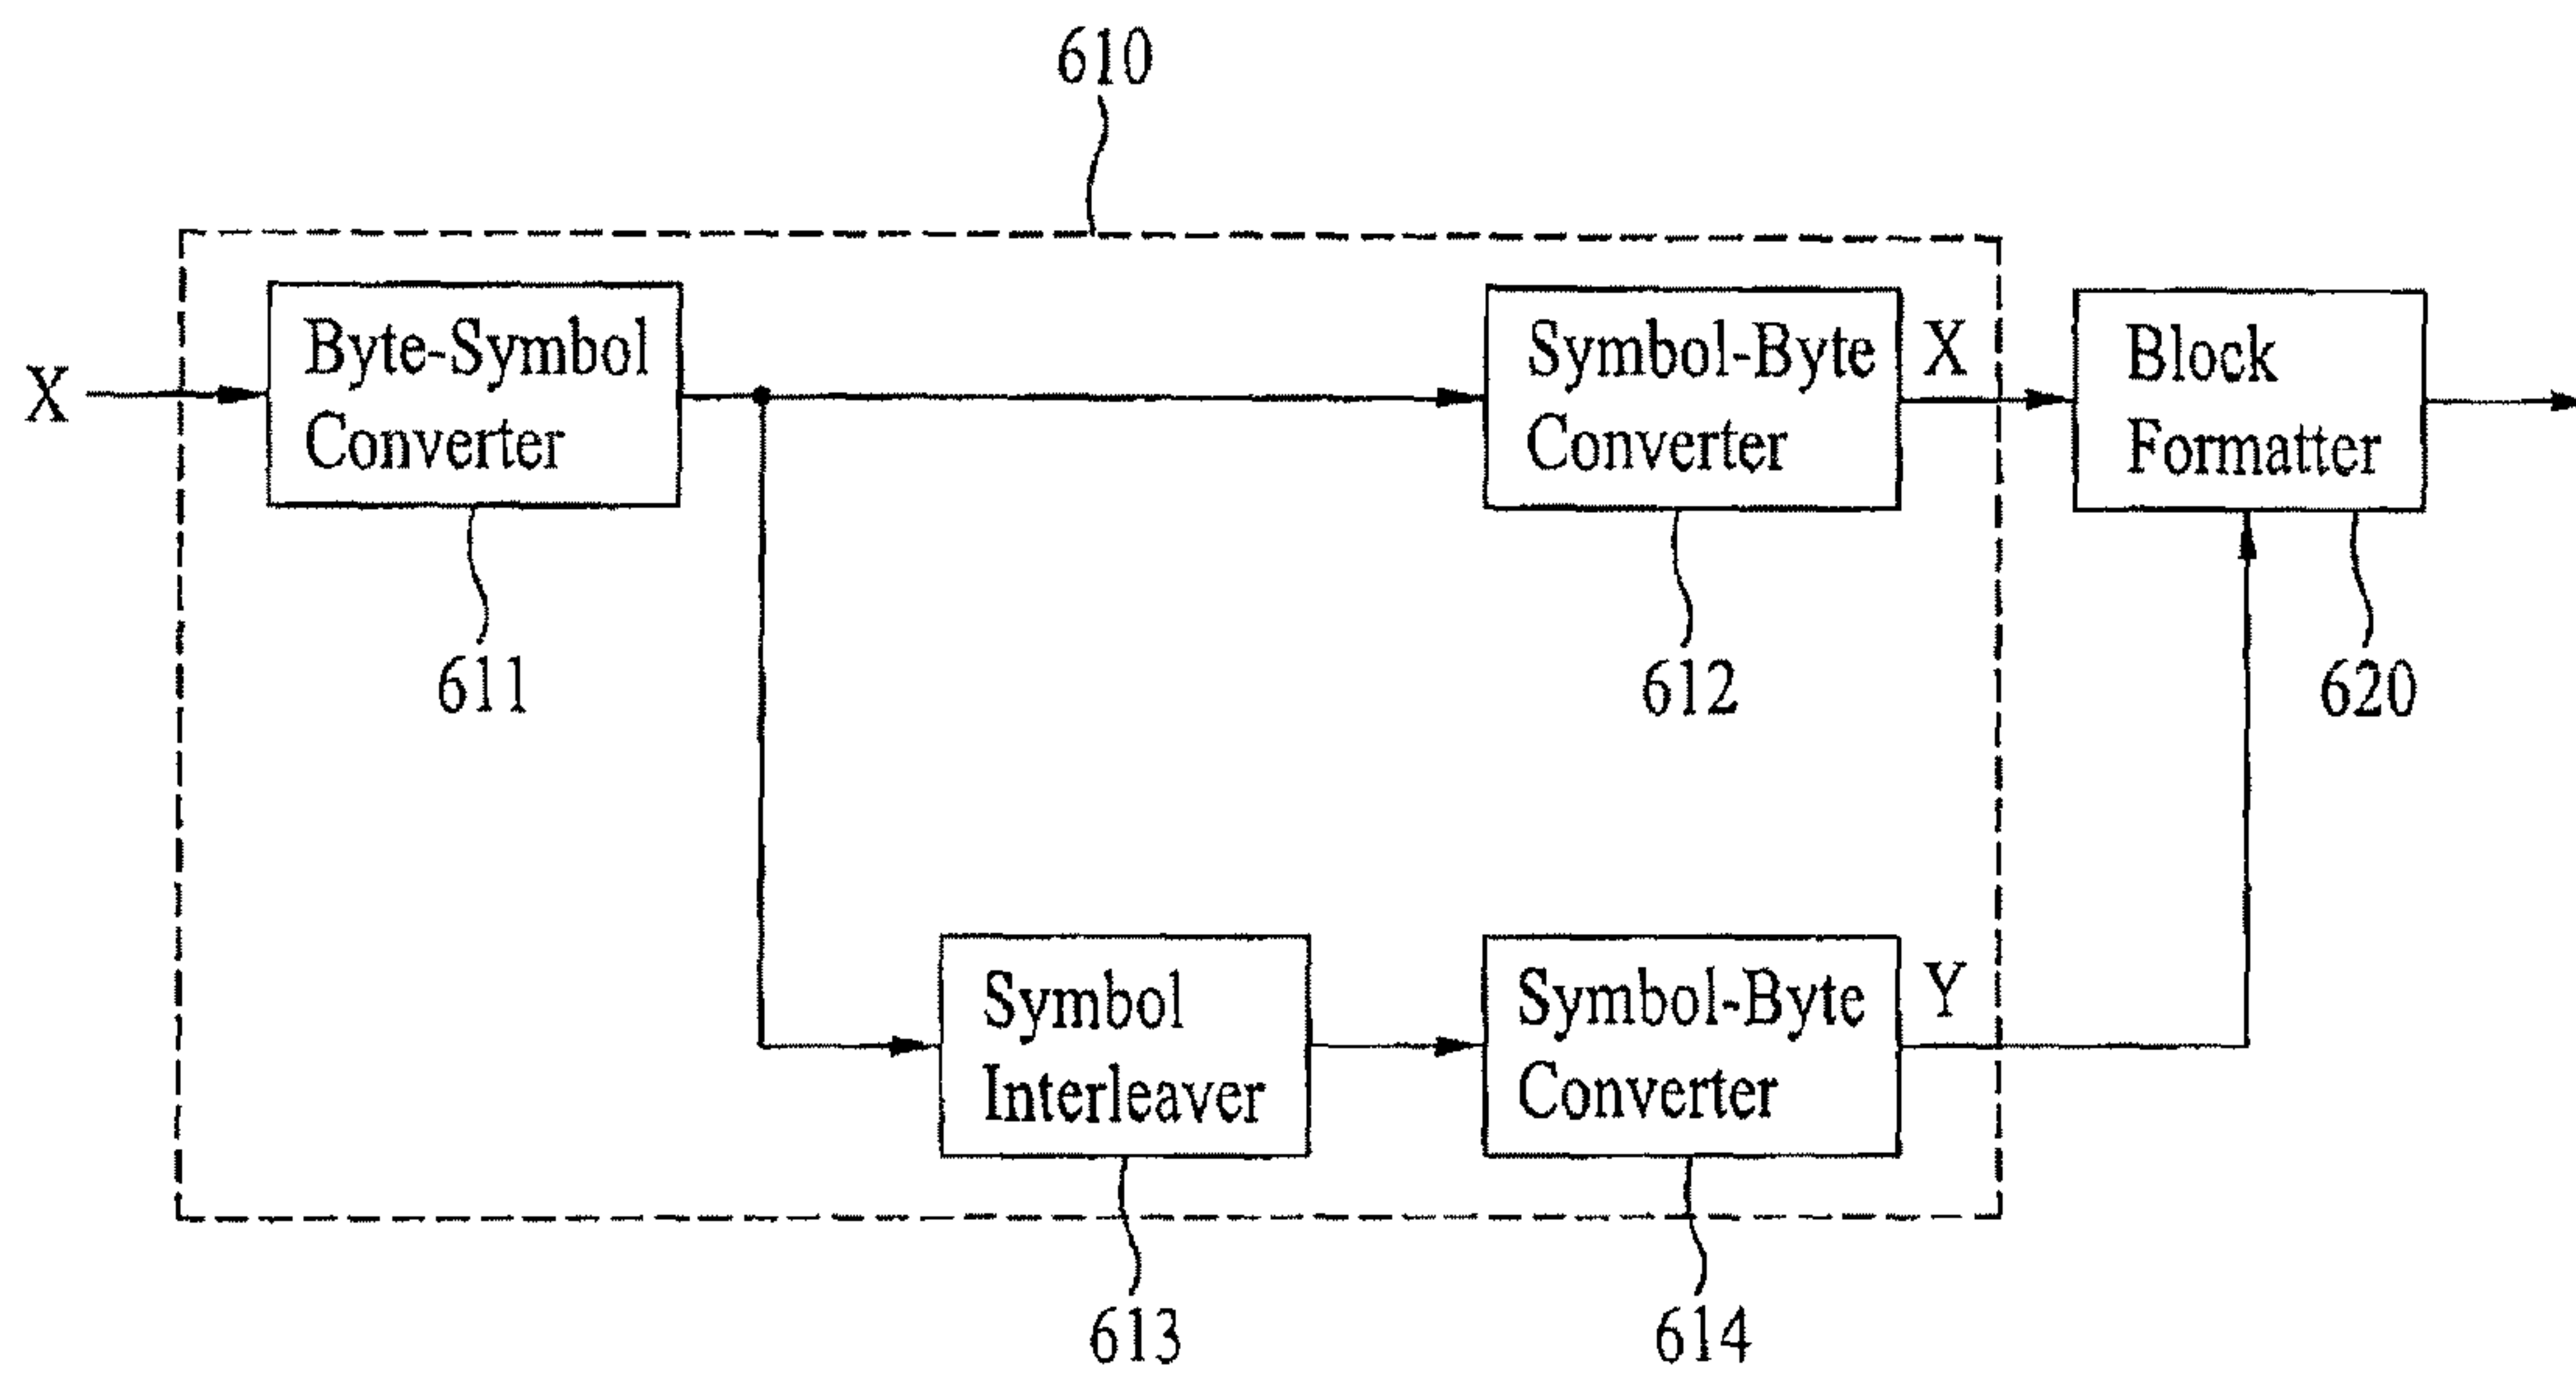 610
X
Byte-Symbol
Converter
611
Symbol-Byte
Converter
612
X
Block
Formatter
620
Symbol
Interleaver
613
Symbol-Byte
Converter
614
Y